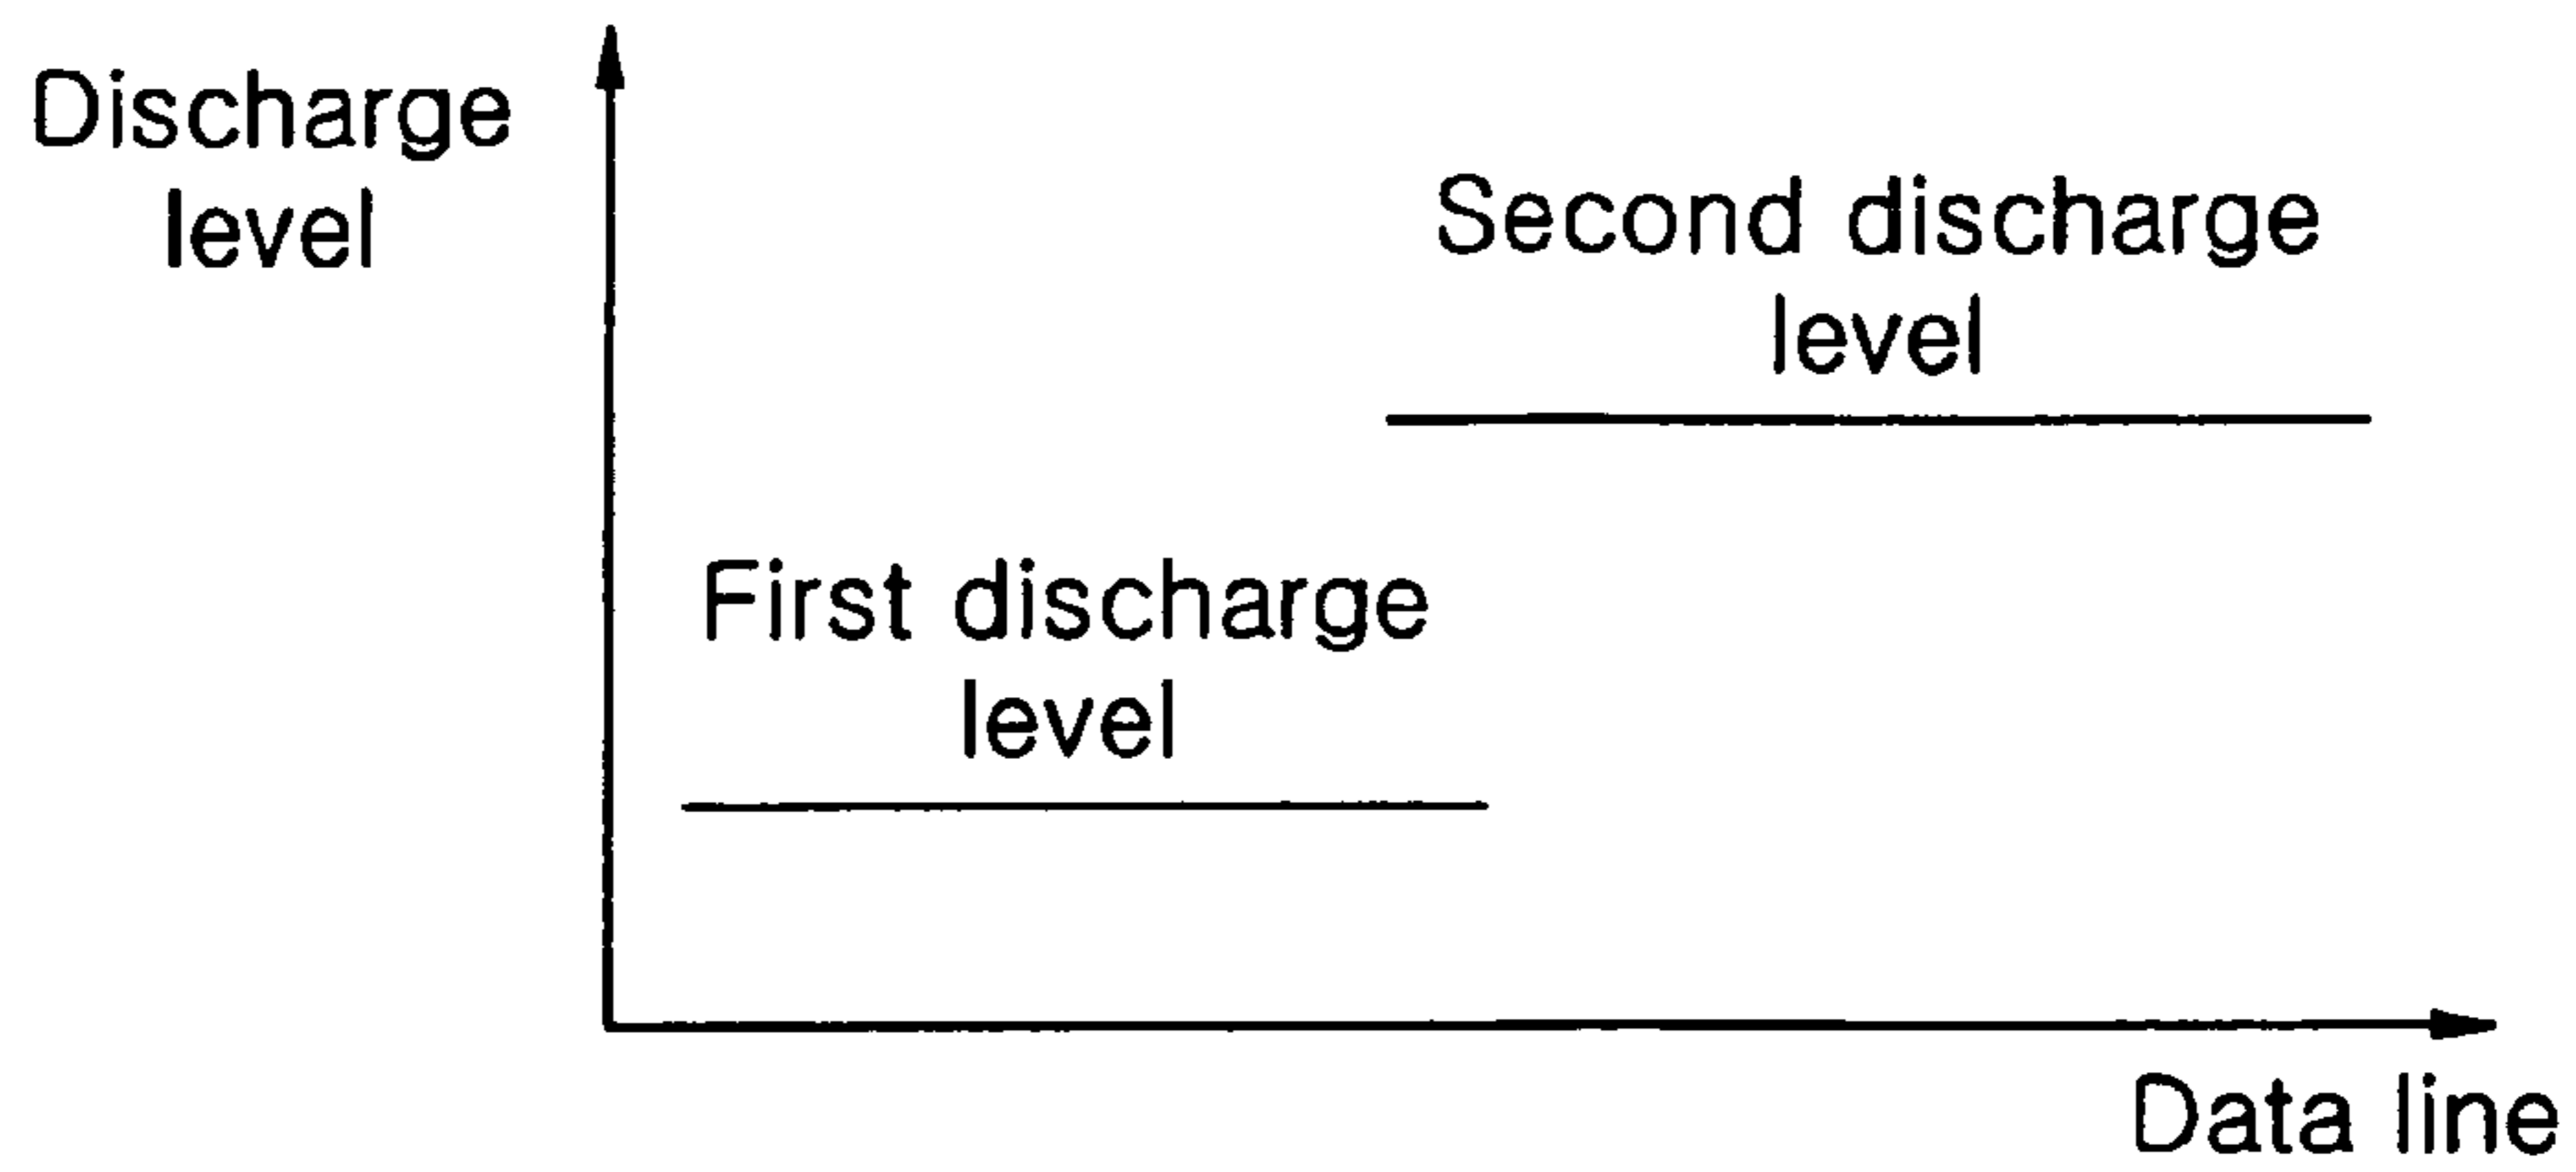 Discharge
level
Second discharge
level
First discharge
level
Data line